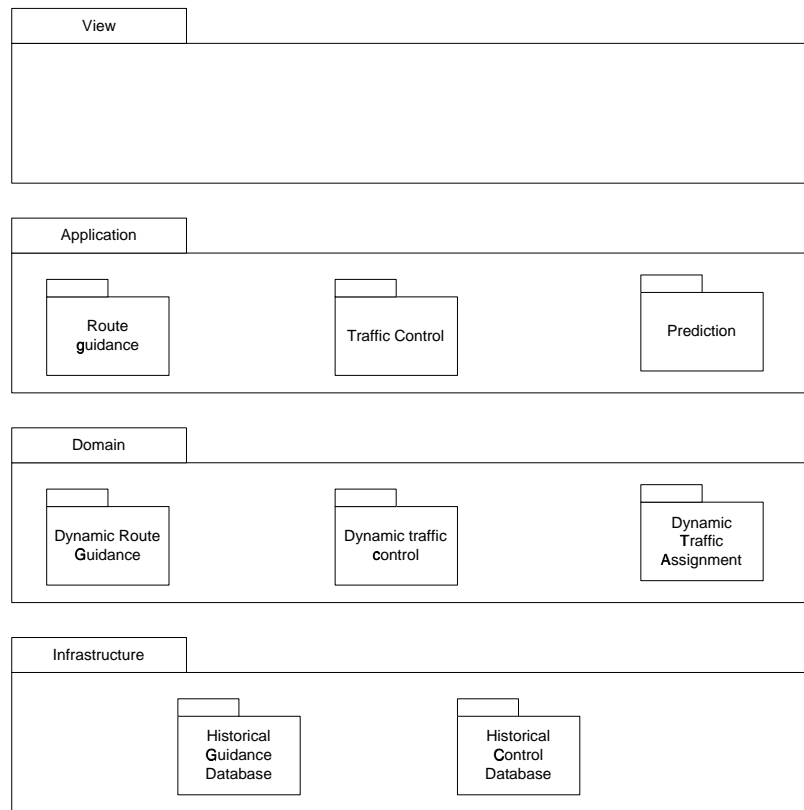 View
Application
Route
guidance
Traffic Control
Prediction
Domain
Dynamic Route
Guidance
Dynamic traffic
control
Dynamic
Traffic
Assignment
Infrastructure
Historical
Guidance
Database
Historical
Control
Database